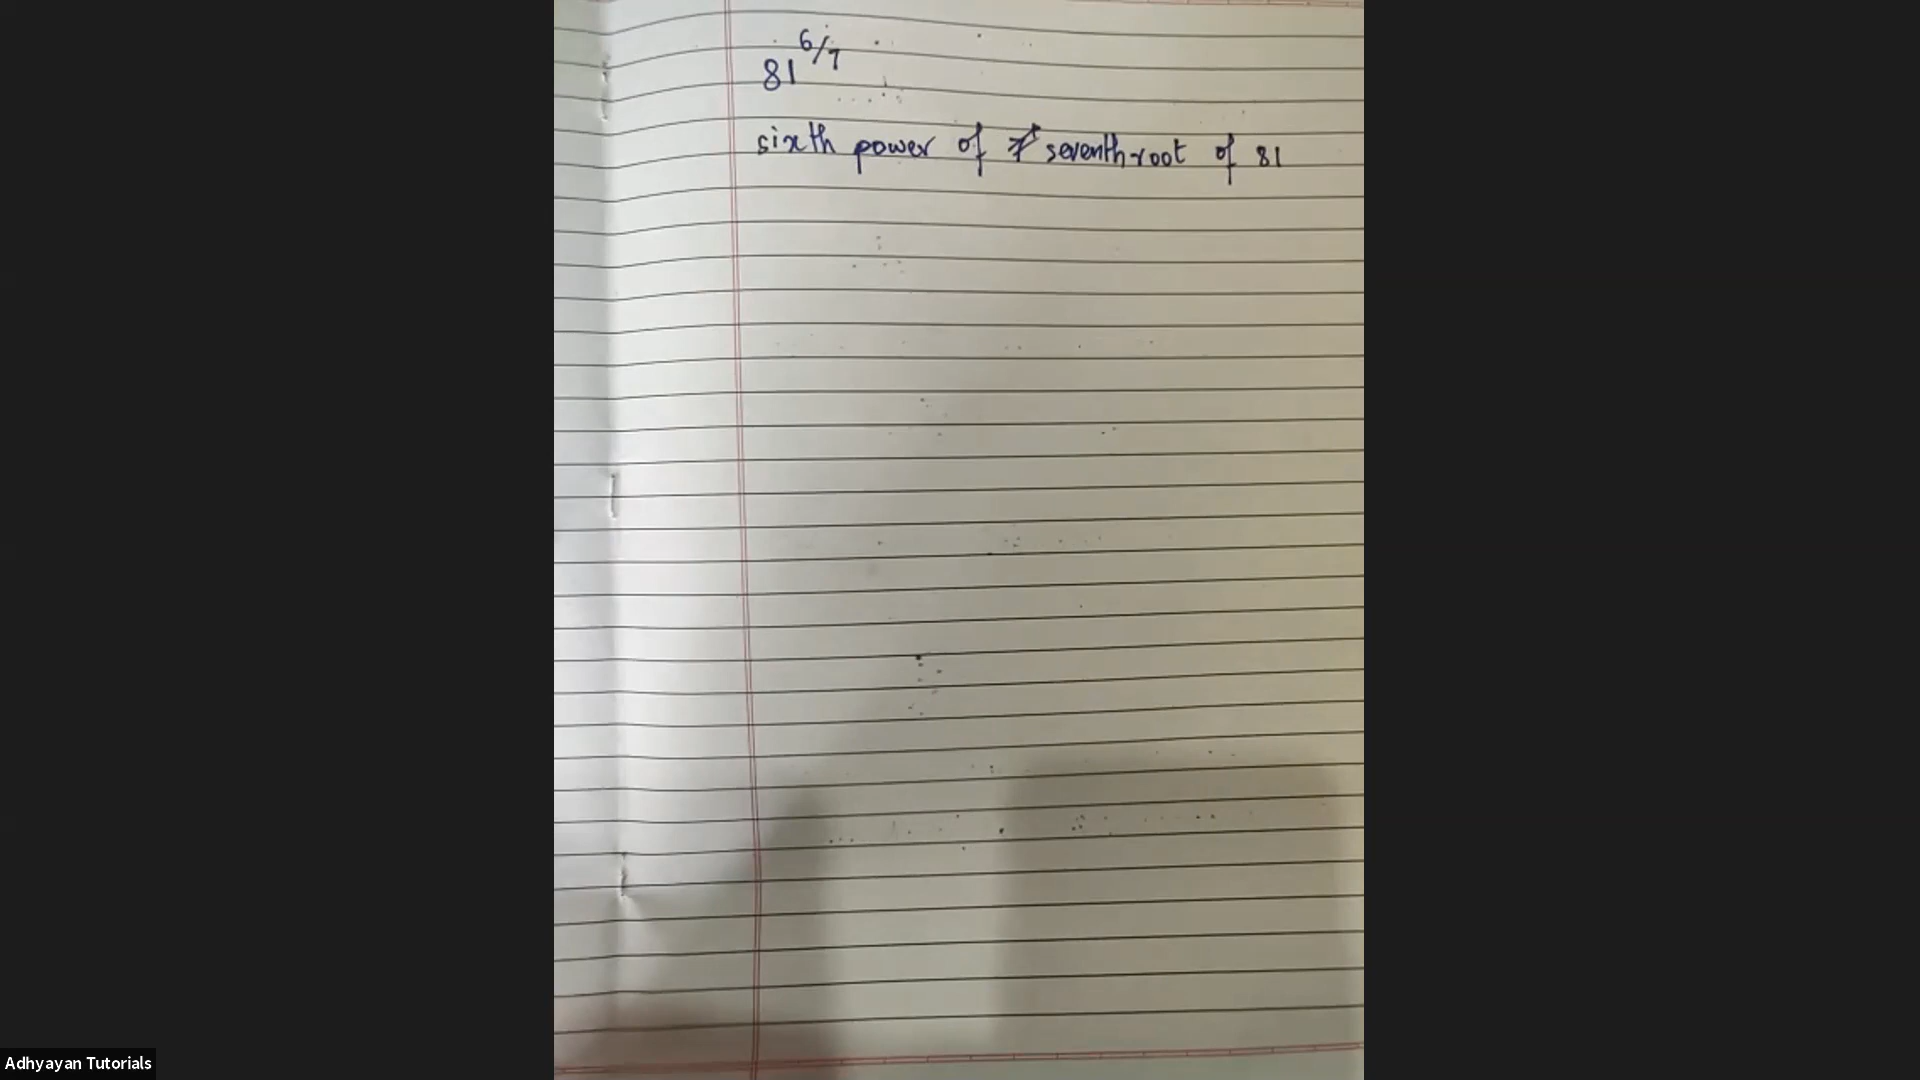 81^6/7
sixth power of seventh root of 81
Adhyayan Tutorials